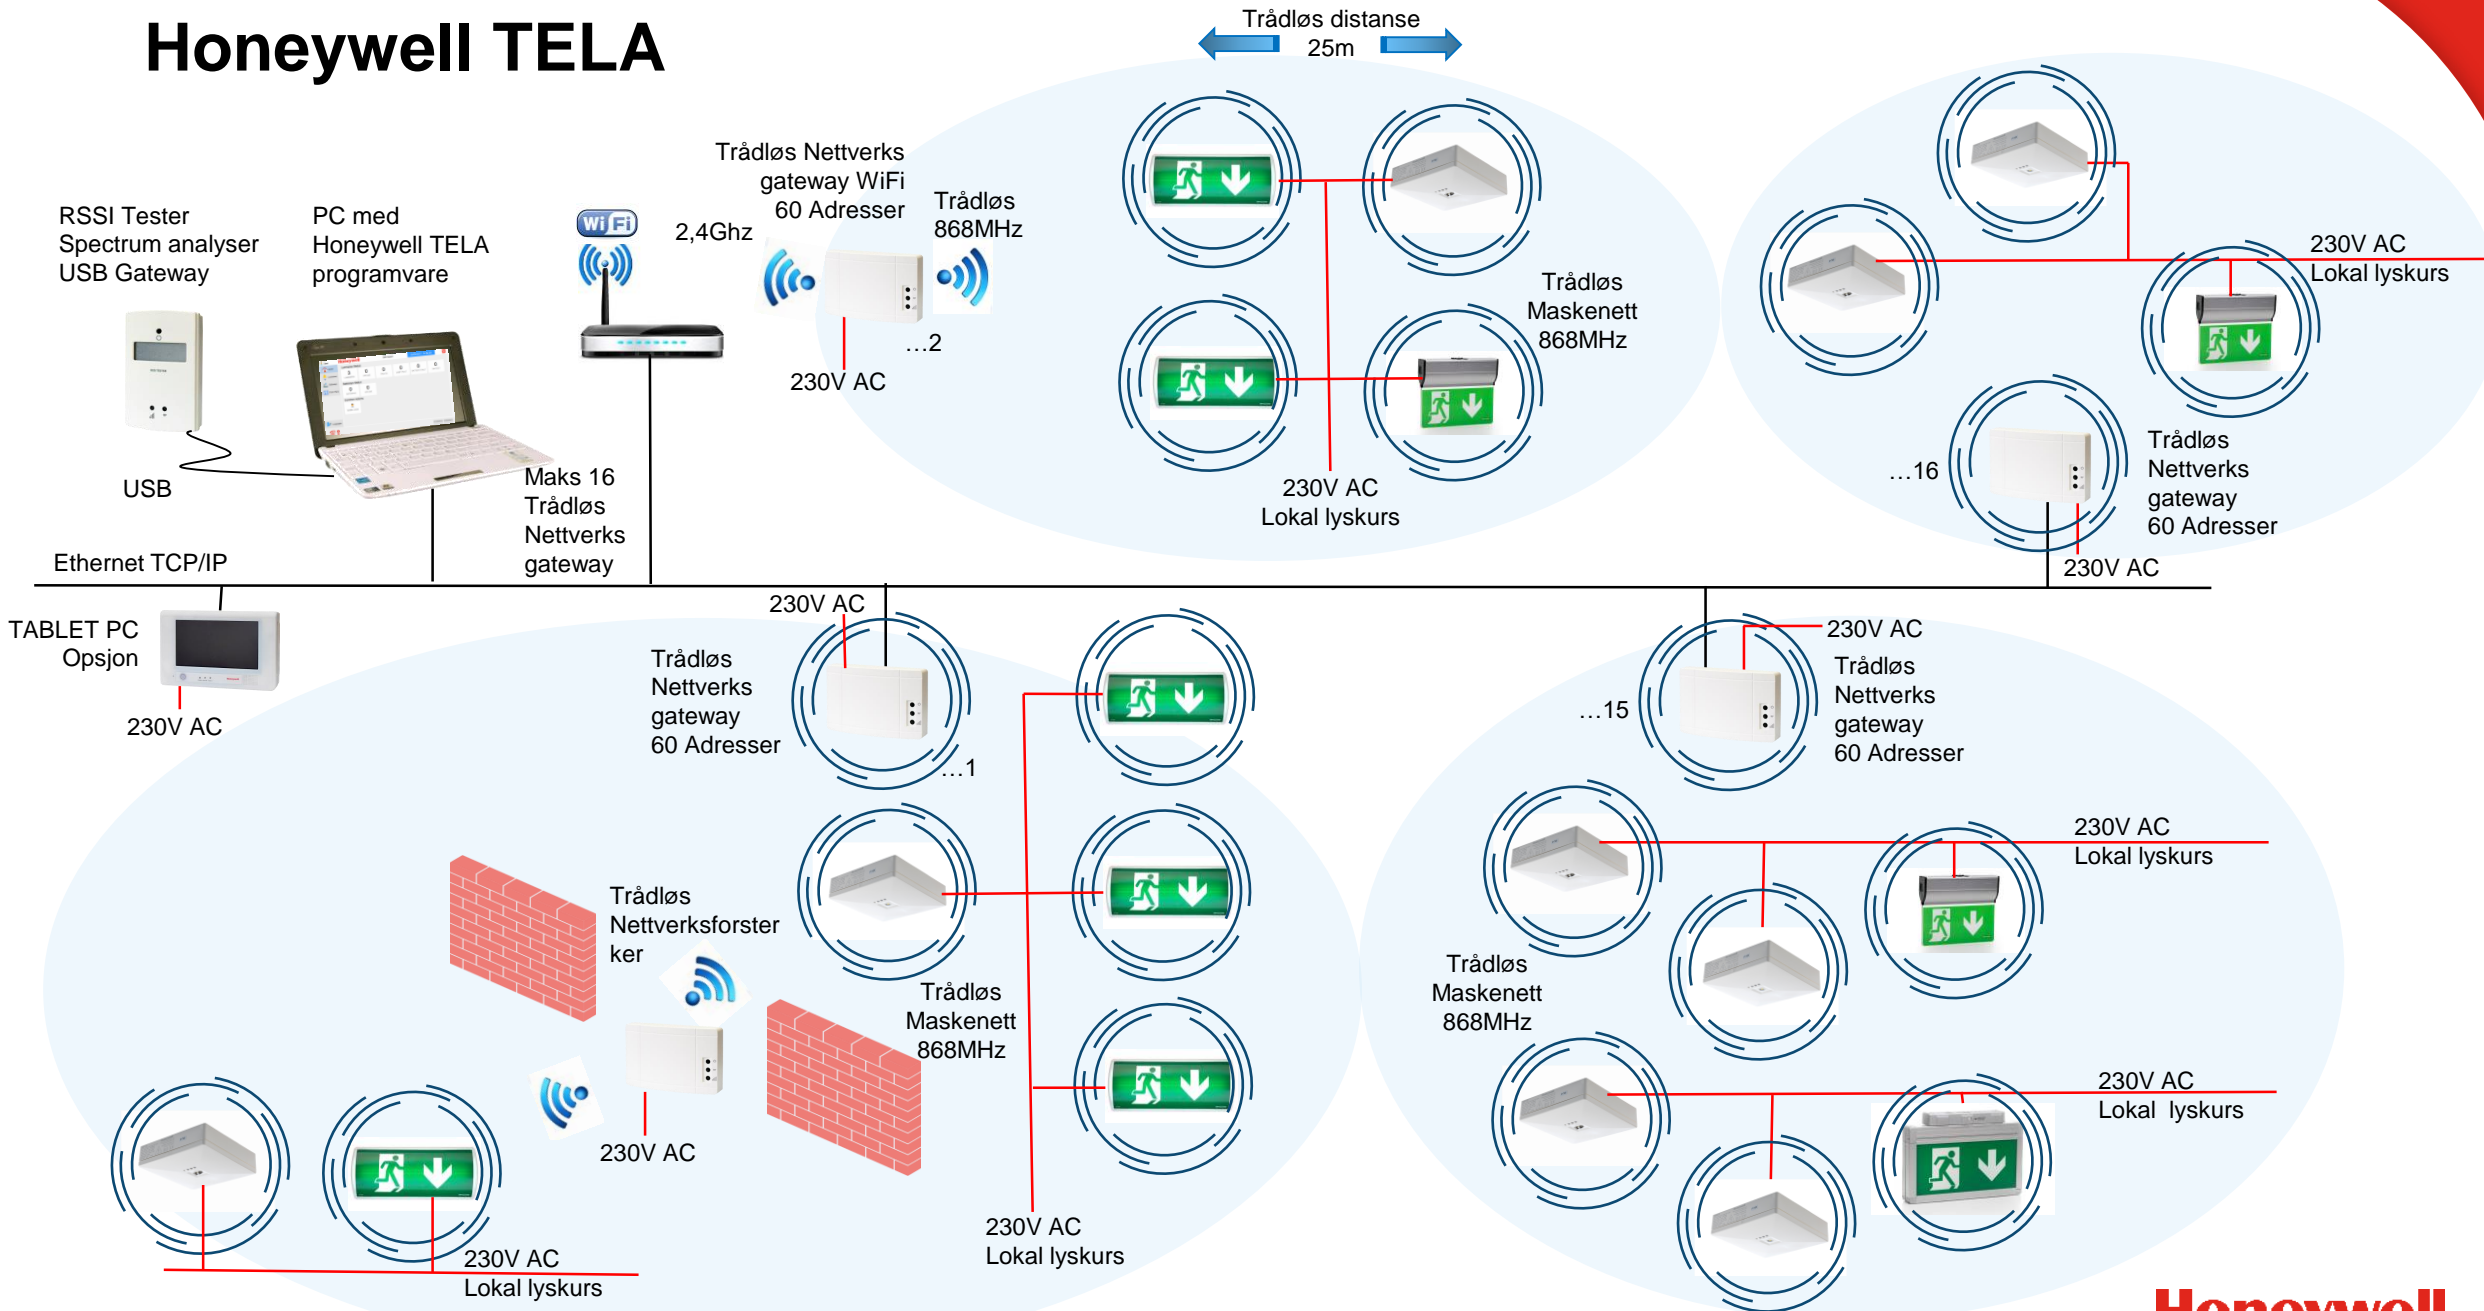 Honeywell TELA
Trådløs distanse
25m
RSSI Tester
Spectrum analyser
USB Gateway
PC med
Honeywell TELA
programvare
Wi Fi
2,4Ghz
Trådløs Nettverks
gateway WiFi
60 Adresser
Trådløs
868MHz
...2
230V AC
Trådløs
Maskenett
868MHz
230V AC
Lokal lyskurs
230V AC
Lokal lyskurs
...16
Trådløs
Nettverks
gateway
60 Adresser
230V AC
USB
Maks 16
Trådløs
Nettverks
gateway
Ethernet TCP/IP
TABLET PC
Opsjon
230V AC
230V AC
Trådløs
Nettverks
gateway
60 Adresser
...1
230V AC
...15
Trådløs
Nettverks
gateway
60 Adresser
Trådløs
Nettverksforster
ker
230V AC
Trådløs
Maskenett
868MHz
230V AC
Lokal lyskurs
230V AC
Lokal lyskurs
230V AC
Lokal lyskurs
Trådløs
Maskenett
868MHz
230V AC
Lokal lyskurs
Honeywell